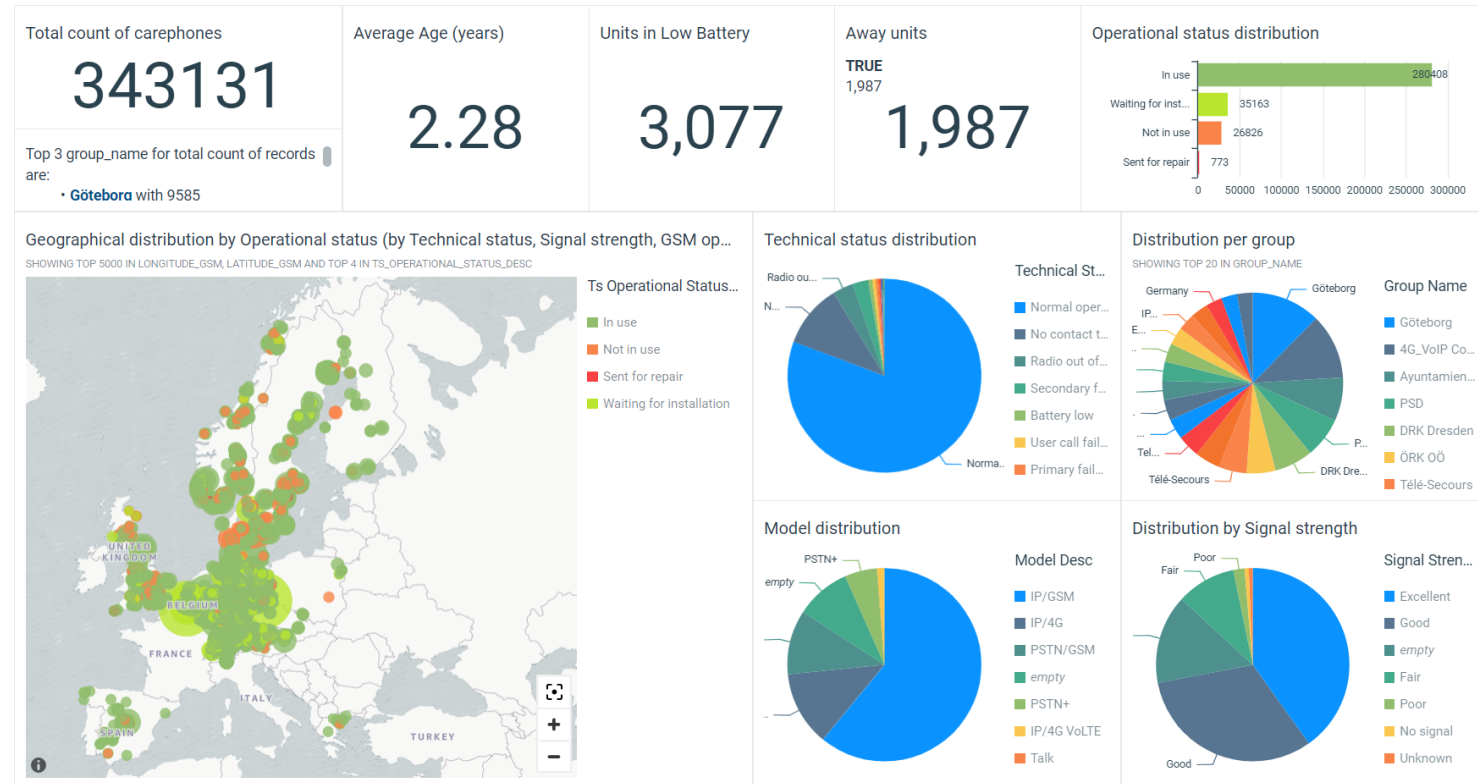 Total count of carephones
343131
Top 3 group_name for total count of records
are:
• Göteborg with 9585
Average Age (years)
2.28
Units in Low Battery
3,077
Away units
TRUE
1,987
1,987
Operational status distribution
In use
280408
Waiting for inst...
35163
Not in use
26826
Sent for repair
773
0 50000 100000 150000 200000 250000 300000
Geographical distribution by Operational status (by Technical status, Signal strength, GSM op...
SHOWING TOP 5000 IN LONGITUDE_GSM, LATITUDE_GSM AND TOP 4 IN TS_OPERATIONAL_STATUS_DESC
UNITED
KINGDOM
BELGIUM
FRANCE
ITALY
SPAIN
TURKEY
Ts Operational Status...
In use
Not in use
Sent for repair
Waiting for installation
Technical status distribution
Radio ou...
N...
Norma..
Technical St...
Normal oper...
No contact t...
Radio out of...
Secondary f...
Battery low
User call fail...
Primary fail...
Distribution per group
SHOWING TOP 20 IN GROUP_NAME
Germany
Göteborg
IP...
E...
..
.
.
...
Tel...
Télé-Secours
DRK Dre...
P...
Group Name
Göteborg
4G_VoIP Co...
Ayuntamien...
PSD
DRK Dresden
ÖRK OÖ
Télé-Secours
Model distribution
PSTN+
empty
..
Model Desc
IP/GSM
IP/4G
PSTN/GSM
empty
PSTN+
IP/4G VoLTE
Talk
Distribution by Signal strength
Poor
Fair
Good
Signal Stren...
Excellent
Good
empty
Fair
Poor
No signal
Unknown